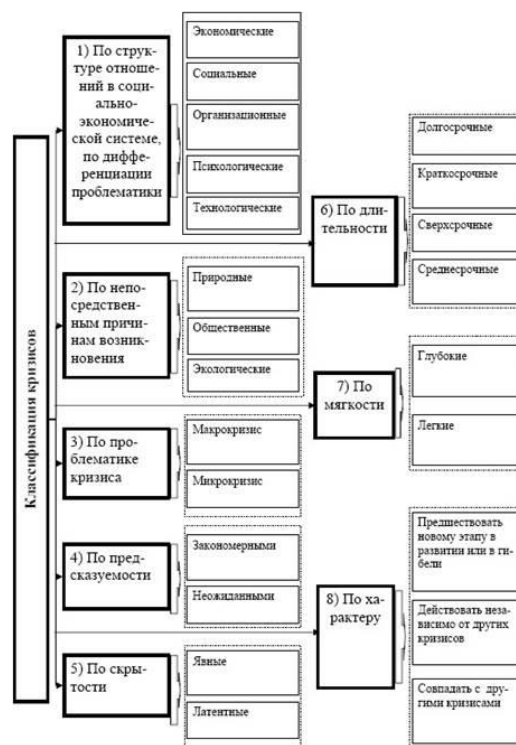 Классификация кризисов
1) По струк-
туре отноше-
ний в соци-
ально-
экономиче-
ской системе,
по диффе-
ренциации
проблематики
Экономические
Социальные
Организационные
Психологические
Технологические
2) По непо-
средствен-
ным причи-
нам возник-
новения
Природные
Общественные
Экологические
3) По про-
блематике
кризиса
Макрокризис
Микрокризис
4) По пред-
сказуемости
Закономерными
Неожиданными
5) По скры-
тости
Явные
Латентные
6) По дли-
тельности
Долгосрочные
Краткосрочные
Сверхсрочные
Среднесрочные
7) По
мягкости
Глубокие
Легкие
8) По ха-
рактеру
Предшествовать
новому этапу в
развитии или в ги-
бели
Действовать неза-
висимо от других
кризисов
Совпадать с дру-
гими кризисами